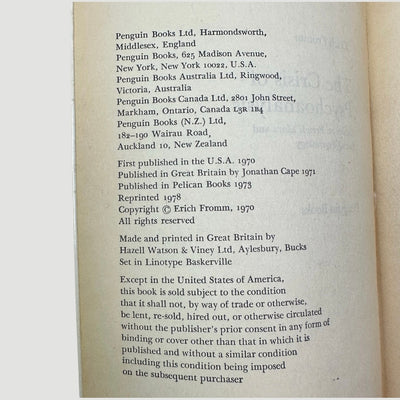 Penguin Books Ltd, Harmondsworth,
Middlesex, England
Penguin Books, 625 Madison Avenue,
New York, New York 10022, U.S.A.
Penguin Books Australia Ltd, Ringwood,
Victoria, Australia
Penguin Books Canada Ltd, 2801 John Street,
Markham, Ontario, Canada L3R 1B4
Penguin Books (N.Z.) Ltd,
182–190 Wairau Road,
Auckland 10, New Zealand
First published in the U.S.A. 1970
Published in Great Britain by Jonathan Cape 1971
Published in Pelican Books 1973
Reprinted 1978
Copyright © Erich Fromm, 1970
All rights reserved
Made and printed in Great Britain by
Hazell Watson & Viney Ltd, Aylesbury, Bucks
Set in Linotype Baskerville
Except in the United States of America,
this book is sold subject to the condition
that it shall not, by way of trade or otherwise,
be lent, re-sold, hired out, or otherwise circulated
without the publisher's prior consent in any form of
binding or cover other than that in which it is
published and without a similar condition
including this condition being imposed
on the subsequent purchaser